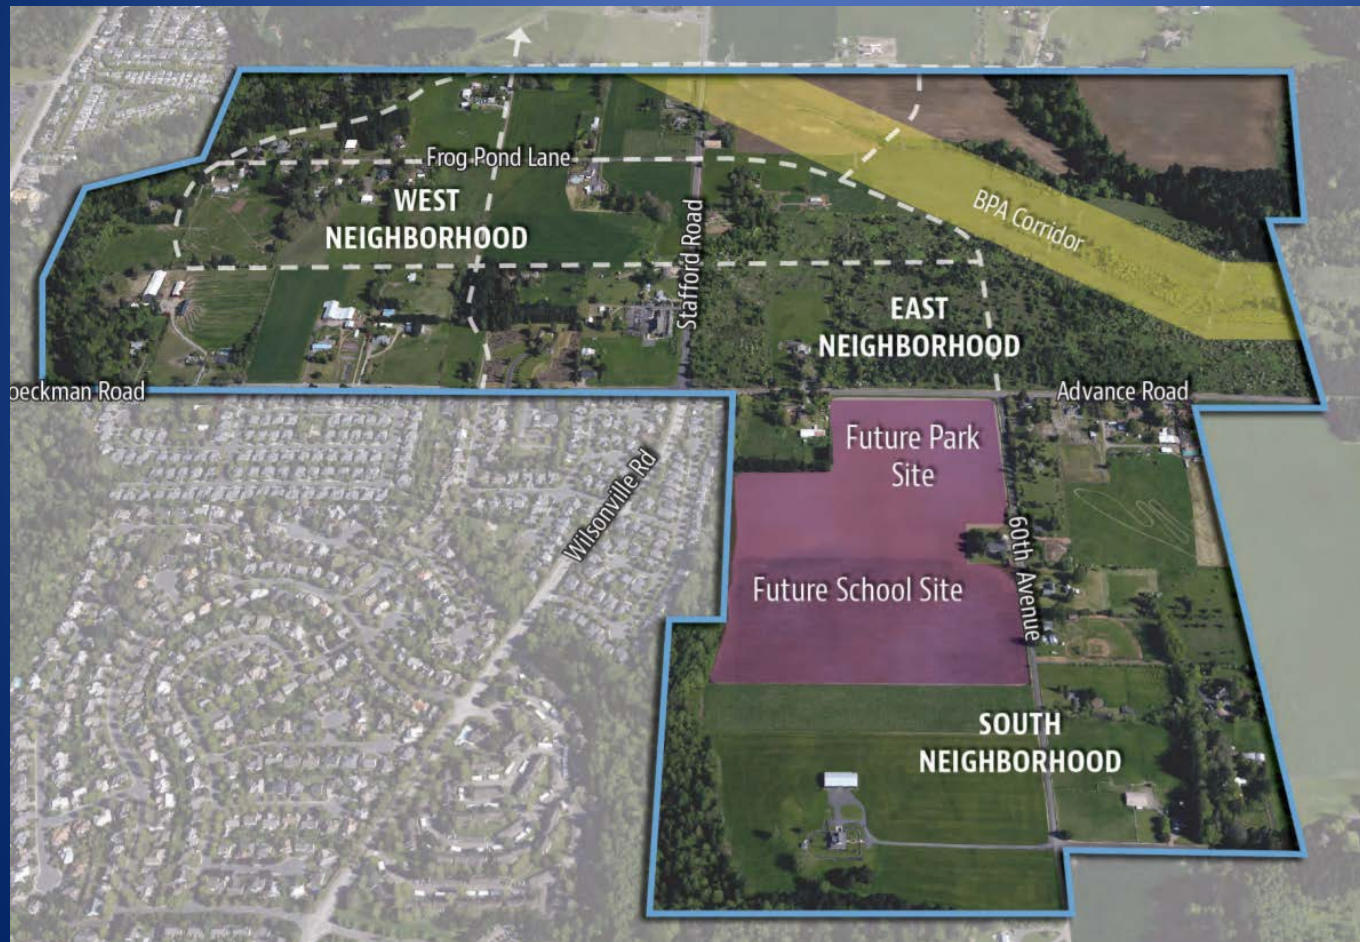 Frog Pond Lane
WEST
NEIGHBORHOOD
BPA Corridor
Stafford Road
EAST
NEIGHBORHOOD
oeckman Road
Advance Road
Future Park
Site
Wilsonville Rd
60th Avenue
Future School Site
SOUTH
NEIGHBORHOOD